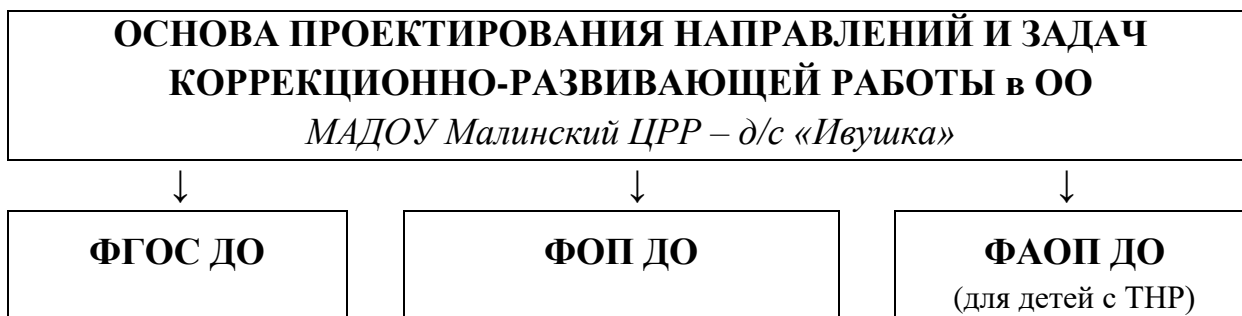 ОСНОВА ПРОЕКТИРОВАНИЯ НАПРАВЛЕНИЙ И ЗАДАЧ
КОРРЕКЦИОННО-РАЗВИВАЮЩЕЙ РАБОТЫ в ОО
МАДОУ Малинский ЦРР – д/с «Ивушка»
↓ ↓ ↓
ФГОС ДО ФОП ДО ФАОП ДО
(для детей с ТНР)